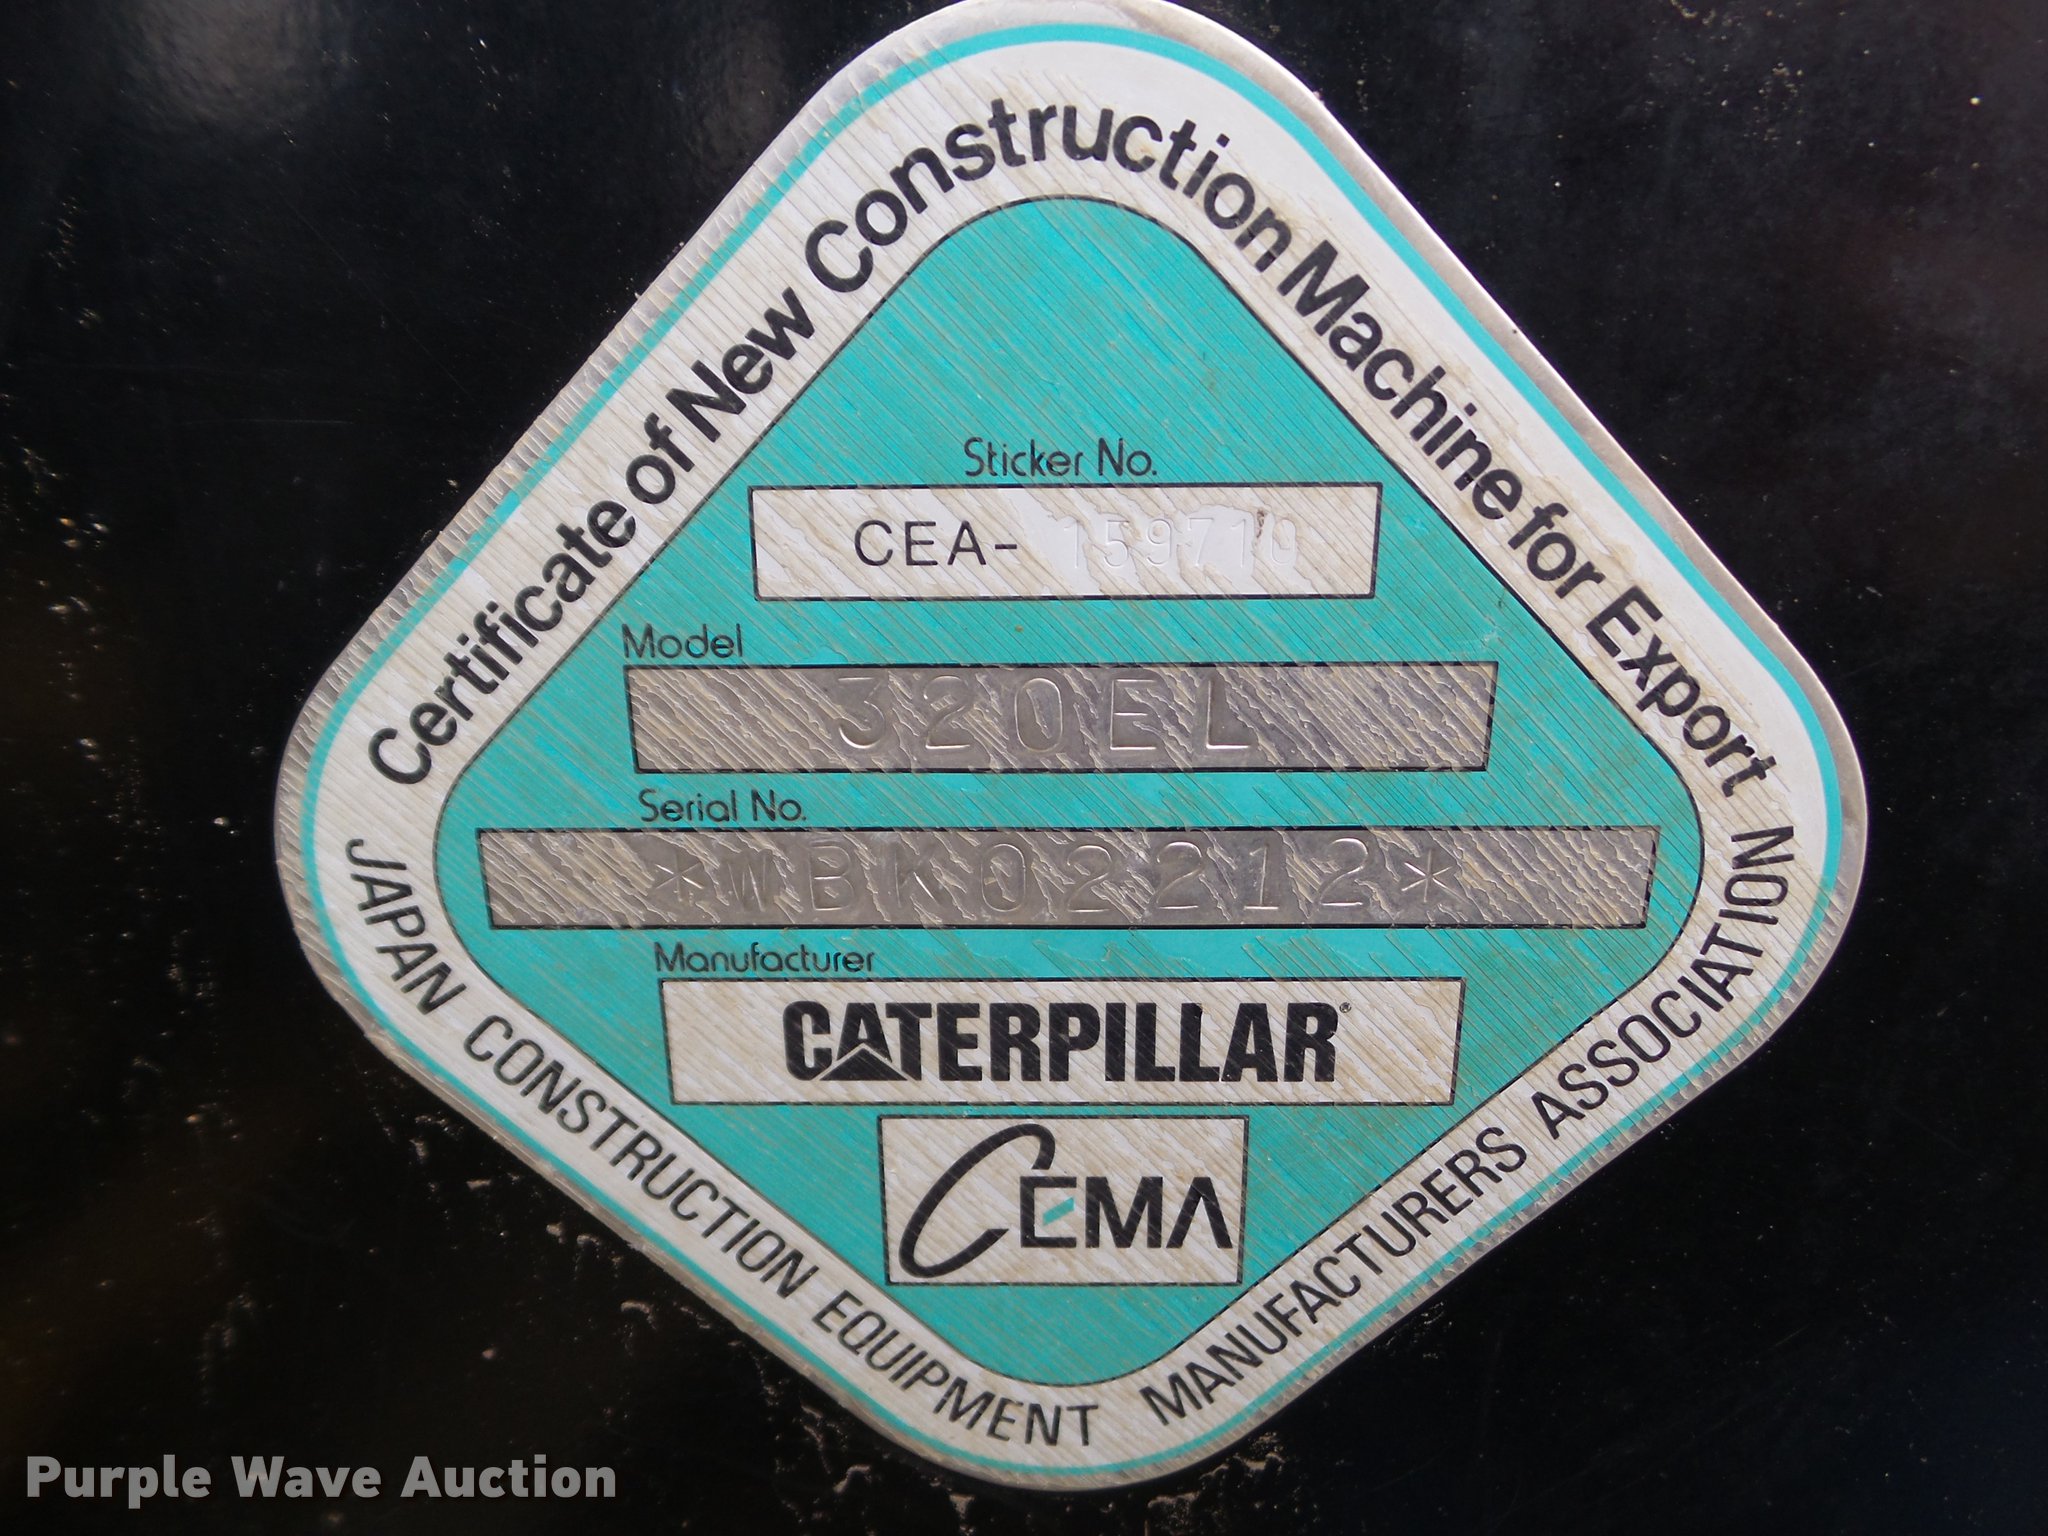 Certificate of New Construction Machine for Export
Sticker No.
CEA- 159710
Model
320EL
Serial No.
*WBK02212*
Manufacturer
CATERPILLAR®
CEMA
JAPAN CONSTRUCTION EQUIPMENT MANUFACTURERS ASSOCIATION
Purple Wave Auction